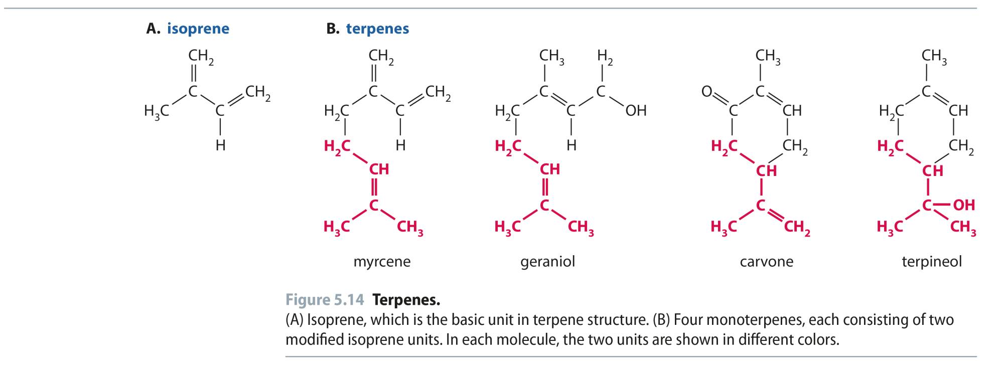 A. isoprene B. terpenes
CH2 CH2 CH3 H2 CH3 CH3
C CH2 C CH2 C C O C C
H3C C H2C C H2C C OH C CH H2C CH
H H2C H H2C H H2C CH2 H2C CH2
CH CH CH CH
C C C C OH
H3C CH3 H3C CH3 H3C CH2 H3C CH3
myrcene geraniol carvone terpineol
Figure 5.14 Terpenes.
(A) Isoprene, which is the basic unit in terpene structure. (B) Four monoterpenes, each consisting of two
modified isoprene units. In each molecule, the two units are shown in different colors.